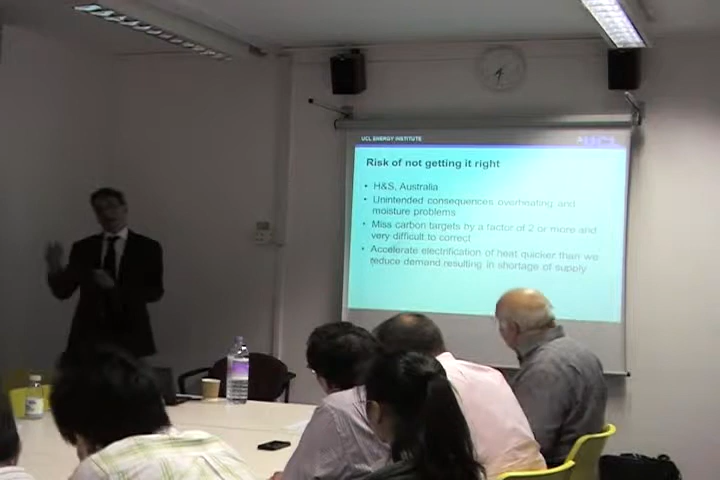 UCL ENERGY INSTITUTE
UCL
Risk of not getting it right
• H&S, Australia
• Unintended consequences overheating and
moisture problems
• Miss carbon targets by a factor of 2 or more and
very difficult to correct
• Accelerate electrification of heat quicker than we
reduce demand resulting in shortage of supply